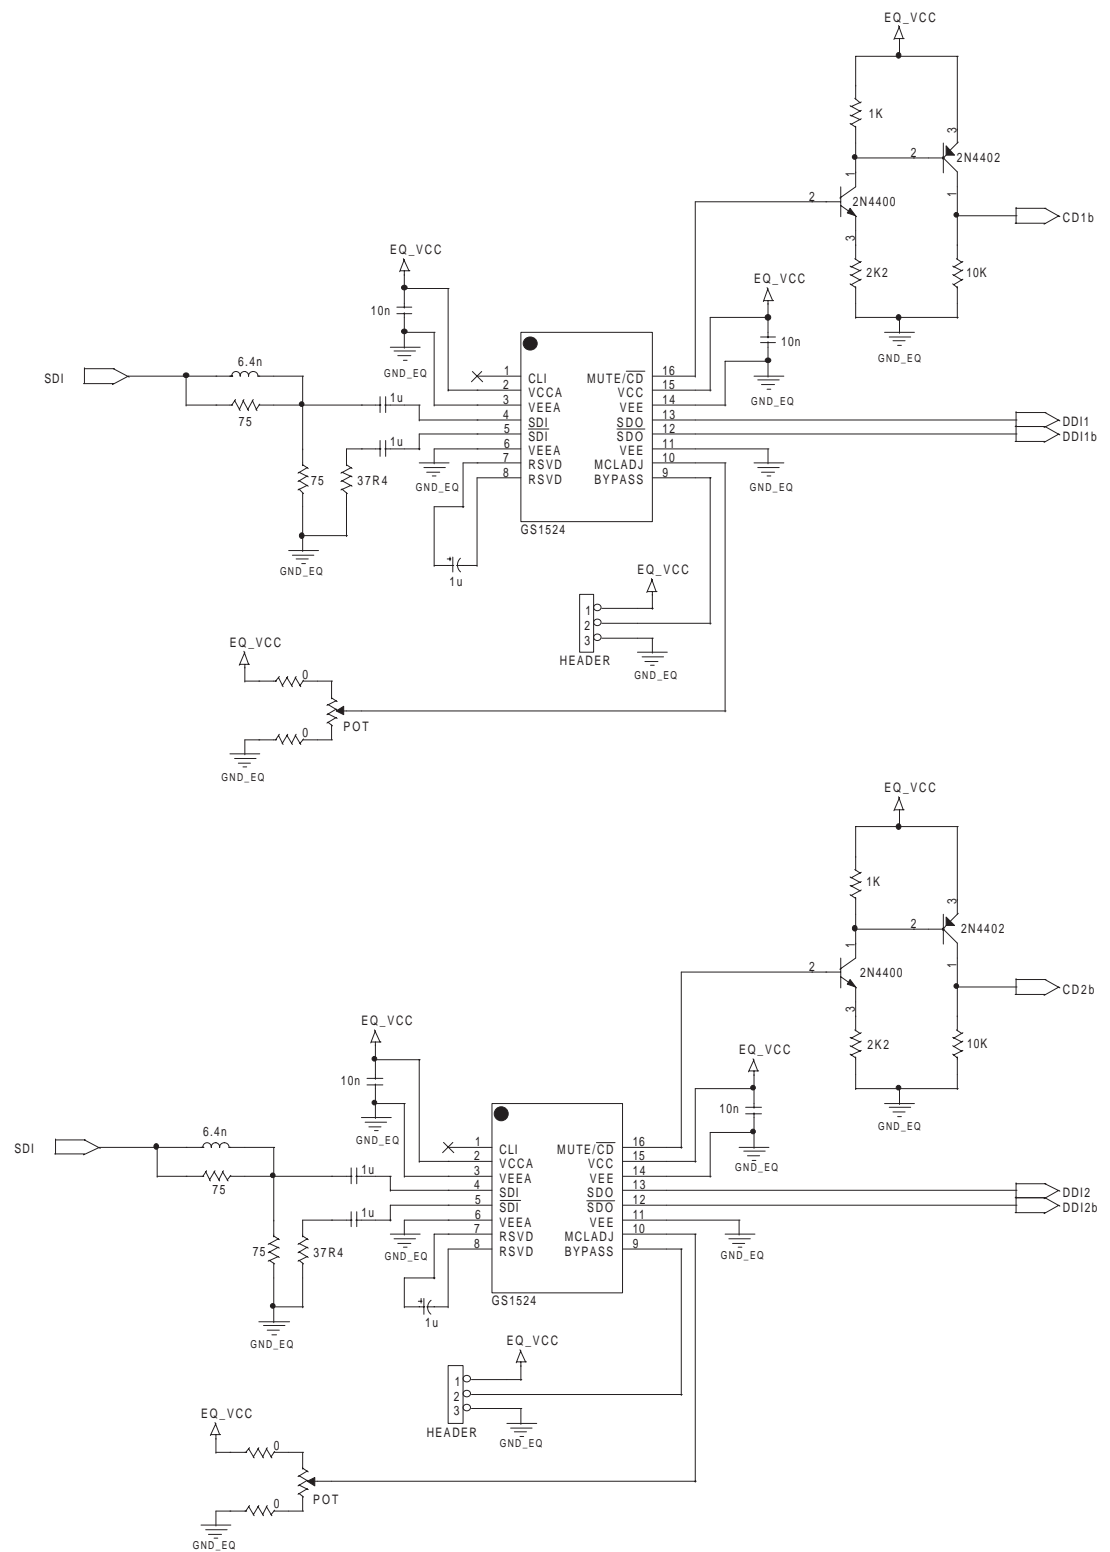 EQ_VCC
1K
3
2
2N4402
1
1
2
2N4400
CD1b
3
2K2
10K
EQ_VCC
EQ_VCC
10n
10n
GND_EQ
GND_EQ
GND_EQ
SDI
6.4n
75
1u
1u
75
37R4
GND_EQ
1 CLI MUTE/CD 16
2 VCCA VCC 15
3 VEEA VEE 14
4 SDI SDO 13
5 SDI SDO 12
6 VEEA VEE 11
7 RSVD MCLADJ 10
8 RSVD BYPASS 9
GS1524
DDI1
DDI1b
GND_EQ
GND_EQ
+
1u
EQ_VCC
1
2
3
HEADER
GND_EQ
EQ_VCC
0
POT
0
GND_EQ
EQ_VCC
1K
3
2
2N4402
1
1
2
2N4400
CD2b
3
2K2
10K
EQ_VCC
EQ_VCC
10n
10n
GND_EQ
GND_EQ
GND_EQ
SDI
6.4n
75
1u
1u
75
37R4
GND_EQ
1 CLI MUTE/CD 16
2 VCCA VCC 15
3 VEEA VEE 14
4 SDI SDO 13
5 SDI SDO 12
6 VEEA VEE 11
7 RSVD MCLADJ 10
8 RSVD BYPASS 9
GS1524
DDI2
DDI2b
GND_EQ
GND_EQ
+
1u
EQ_VCC
1
2
3
HEADER
GND_EQ
EQ_VCC
0
POT
0
GND_EQ